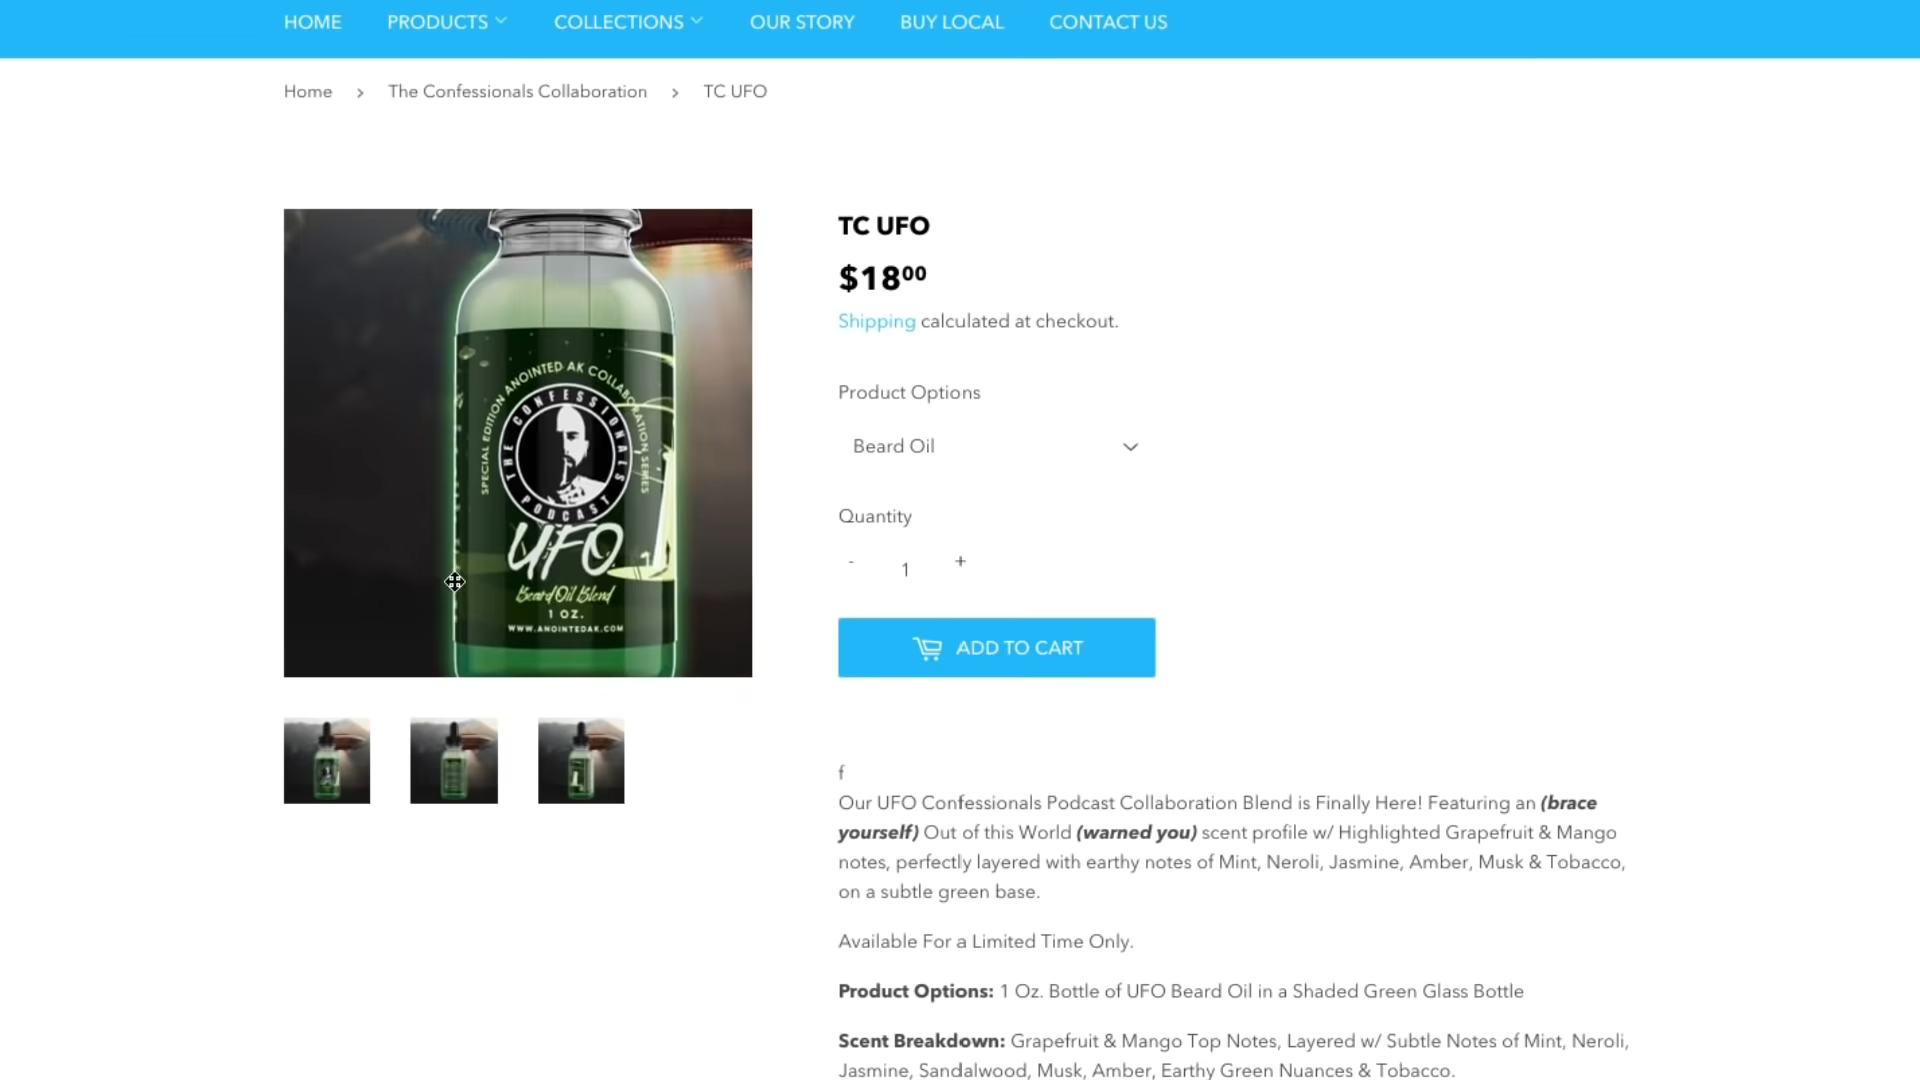 HOME PRODUCTS COLLECTIONS OUR STORY BUY LOCAL CONTACT US
Home > The Confessionals Collaboration > TC UFO
SPECIAL EDITION ANOINTED AK COLLABORATION SERIES
THE CONFESSIONALS
PODCAST
UFO
Beard Oil Blend
1 OZ.
WWW.ANOINTEDAK.COM
TC UFO
$1800
Shipping calculated at checkout.
Product Options
Beard Oil
Quantity
- 1 +
ADD TO CART
f
Our UFO Confessionals Podcast Collaboration Blend is Finally Here! Featuring an (brace
yourself) Out of this World (warned you) scent profile w/ Highlighted Grapefruit & Mango
notes, perfectly layered with earthy notes of Mint, Neroli, Jasmine, Amber, Musk & Tobacco,
on a subtle green base.
Available For a Limited Time Only.
Product Options: 1 Oz. Bottle of UFO Beard Oil in a Shaded Green Glass Bottle
Scent Breakdown: Grapefruit & Mango Top Notes, Layered w/ Subtle Notes of Mint, Neroli,
Jasmine, Sandalwood, Musk, Amber, Earthy Green Nuances & Tobacco.